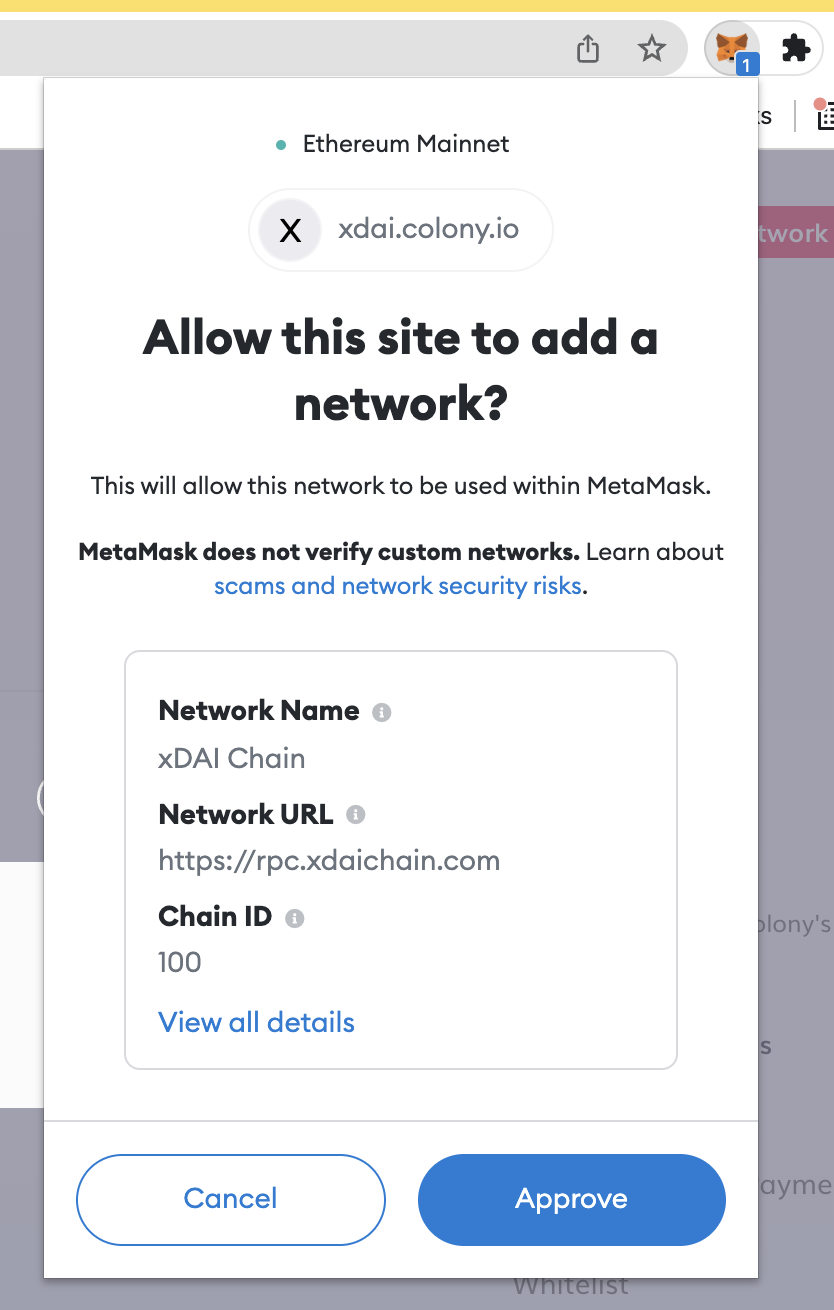 1
Ethereum Mainnet
X
xdai.colony.io
twork
Allow this site to add a
network?
This will allow this network to be used within MetaMask.
MetaMask does not verify custom networks. Learn about
scams and network security risks.
Network Name
xDAI Chain
Network URL
https://rpc.xdaichain.com
Chain ID
100
View all details
olony's
s
Cancel
Approve
ayme
Whitelist